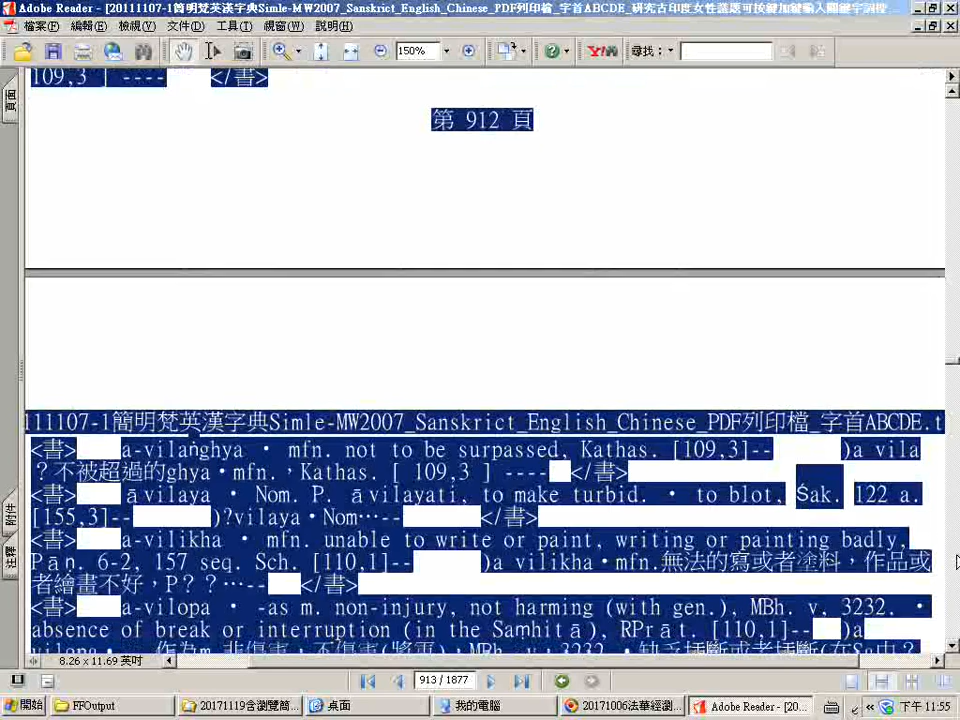 Adobe Reader - [20111107-1簡明梵英漢字典Simle-MW2007_Sanskrict_English_Chinese_PDF列印檔_字首ABCDE_研究古印度女性議題可按
檔案(F) 編輯(E) 檢視(V) 文件(D) 工具(T) 視窗(W) 說明(H)
150% Y! 尋找:
109,3 ] ---- </書>
頁面
第 912 頁
111107-1簡明梵英漢字典Simle-MW2007_Sanskrict_English_Chinese_PDF列印檔_字首ABCDE.t
<書> a-vilaṅghya • mfn. not to be surpassed, Kathas. [109,3]-- )a vila
?不被超過的ghya•mfn.,Kathas. [ 109,3 ] ---- </書>
<書> āvilaya • Nom. P. āvilayati, to make turbid. • to blot, Śak. 122 a.
[155,3]-- )?vilaya•Nom…-- </書>
<書> a-vilikha • mfn. unable to write or paint, writing or painting badly,
Pāṇ. 6-2, 157 seq. Sch. [110,1]-- )a vilikha•mfn.無法的寫或者塗料,作品或
者繪畫不好,P??…-- </書>
<書> a-vilopa • -as m. non-injury, not harming (with gen.), MBh. v, 3232, •
absence of break or interruption (in the Saṃhitā), RPrāt. [110,1]-- )a
附件
注釋
8.26 x 11.69 英吋
913 / 1877
開始 FFOutput 20171119含瀏覽簡... 桌面 我的電腦 20171006法華經瀏... Adobe Reader - [20... 下午 11:55